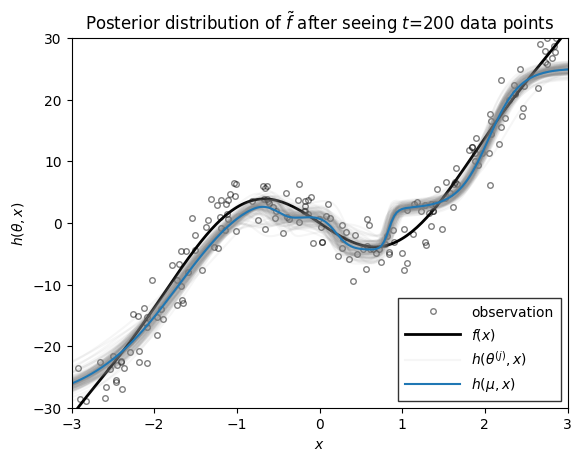 Posterior distribution of f̃ after seeing t=200 data points
h(θ, x)
30
20
10
0
−10
−20
−30
observation
f(x)
h(θ⁽ʲ⁾, x)
h(μ, x)
−3 −2 −1 0 1 2 3
x